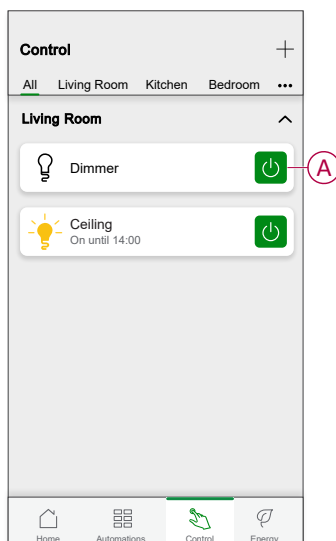 Control
All Living Room Kitchen Bedroom
Living Room
Dimmer
A
Ceiling
On until 14:00
Home Automations Control Energy